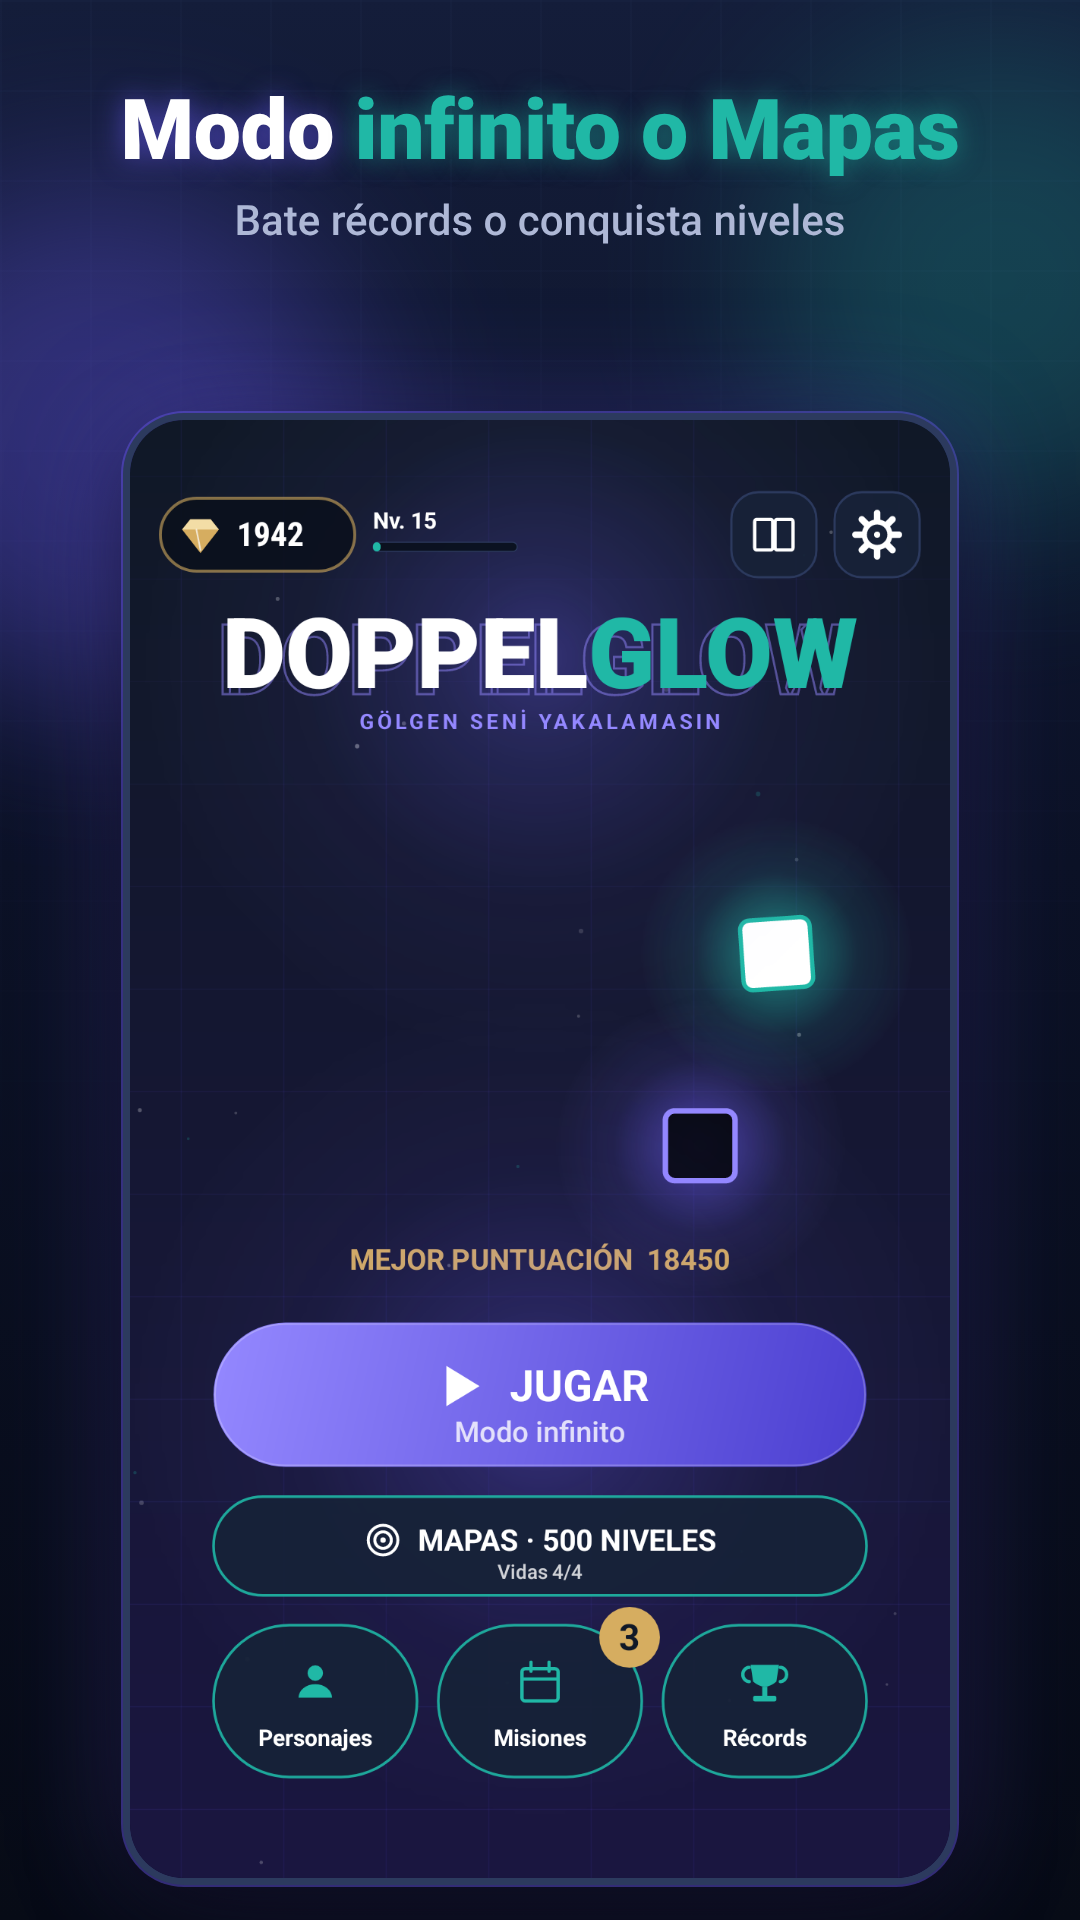 Modo infinito o Mapas
Bate récords o conquista niveles
1942
Nv. 15
DOPPELGLOW
GÖLGEN SENİ YAKALAMASIN
MEJOR PUNTUACIÓN 18450
JUGAR
Modo infinito
MAPAS · 500 NIVELES
Vidas 4/4
3
Personajes
Misiones
Récords